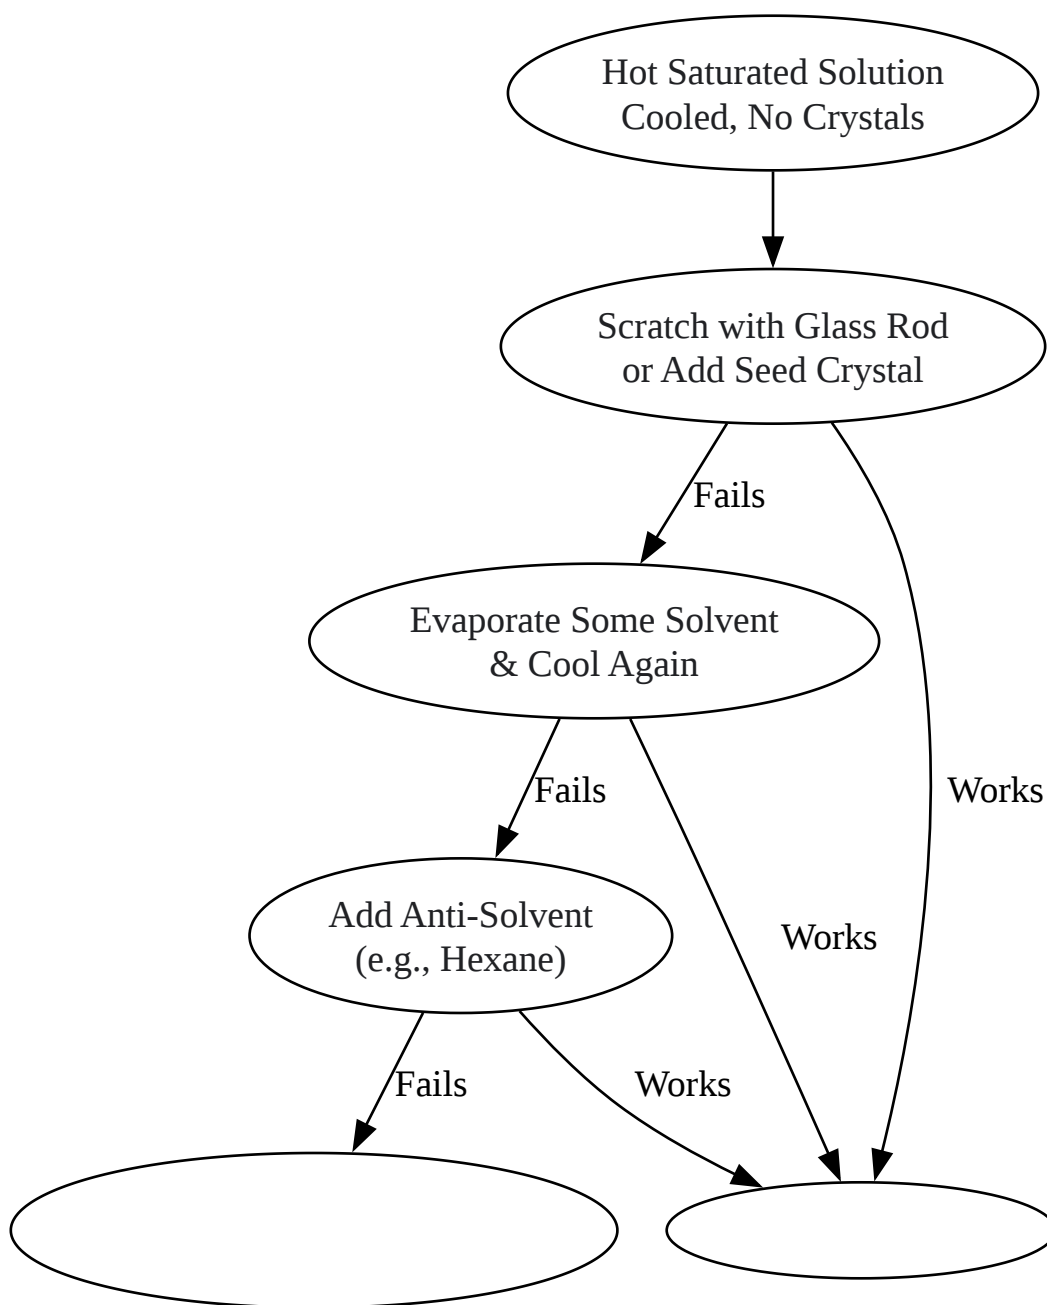 Hot Saturated Solution
Cooled, No Crystals
Scratch with Glass Rod
or Add Seed Crystal
Fails
Evaporate Some Solvent
& Cool Again
Fails
Works
Add Anti-Solvent
(e.g., Hexane)
Works
Fails
Works